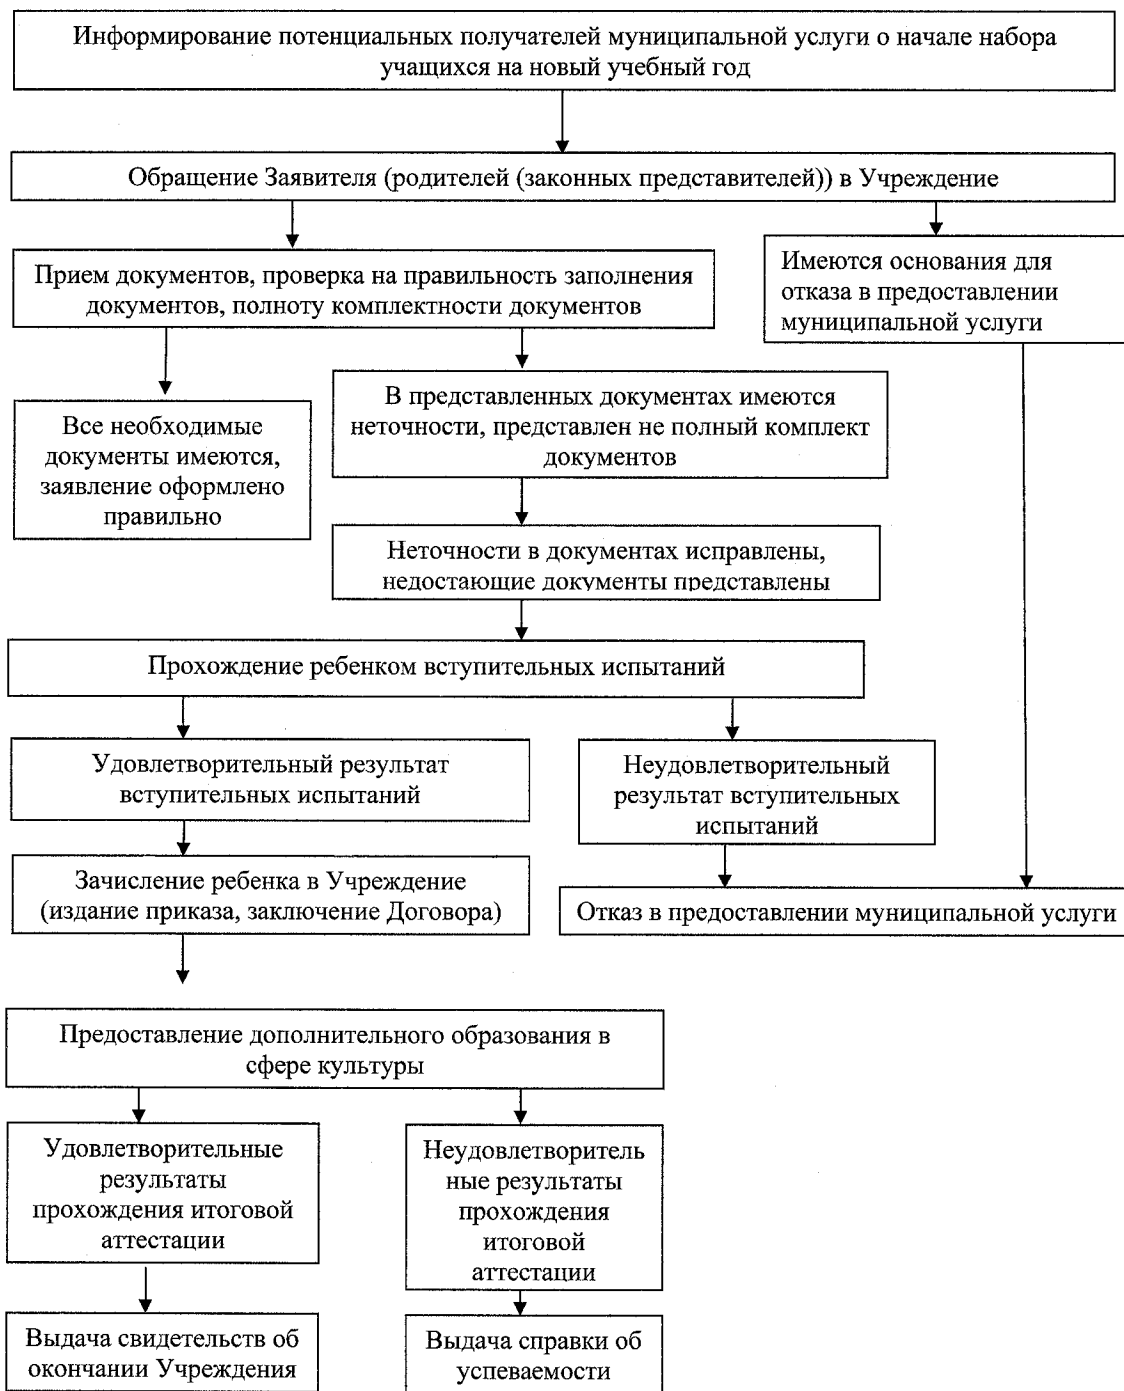 Информирование потенциальных получателей муниципальной услуги о начале набора
учащихся на новый учебный год
Обращение Заявителя (родителей (законных представителей)) в Учреждение
Прием документов, проверка на правильность заполнения
документов, полноту комплектности документов
Имеются основания для
отказа в предоставлении
муниципальной услуги
Все необходимые
документы имеются,
заявление оформлено
правильно
В представленных документах имеются
неточности, представлен не полный комплект
документов
Неточности в документах исправлены,
недостающие документы представлены
Прохождение ребенком вступительных испытаний
Удовлетворительный результат
вступительных испытаний
Неудовлетворительный
результат вступительных
испытаний
Зачисление ребенка в Учреждение
(издание приказа, заключение Договора)
Отказ в предоставлении муниципальной услуги
Предоставление дополнительного образования в
сфере культуры
Удовлетворительные
результаты
прохождения итоговой
аттестации
Неудовлетворитель
ные результаты
прохождения
итоговой
аттестации
Выдача свидетельств об
окончании Учреждения
Выдача справки об
успеваемости